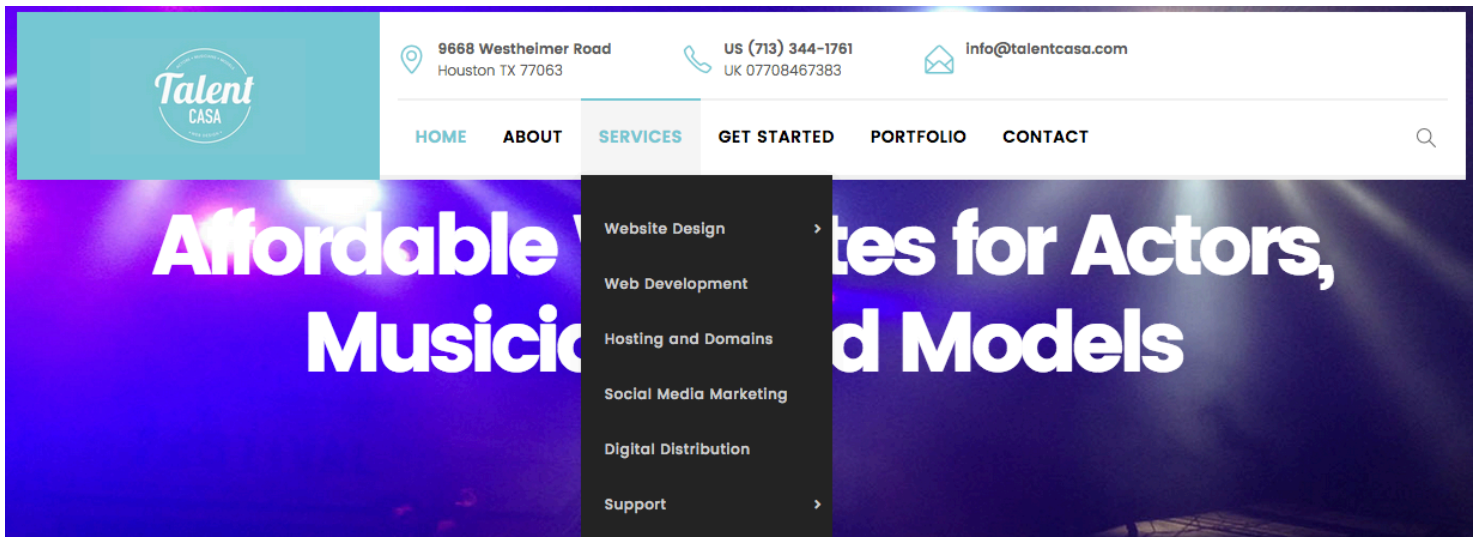 Talent
CASA
9668 Westheimer Road
Houston TX 77063
US (713) 344-1761
UK 07708467383
info@talentcasa.com
HOME ABOUT SERVICES GET STARTED PORTFOLIO CONTACT
Website Design
Web Development
Hosting and Domains
Social Media Marketing
Digital Distribution
Support
Affordable tes for Actors,
Music d Models